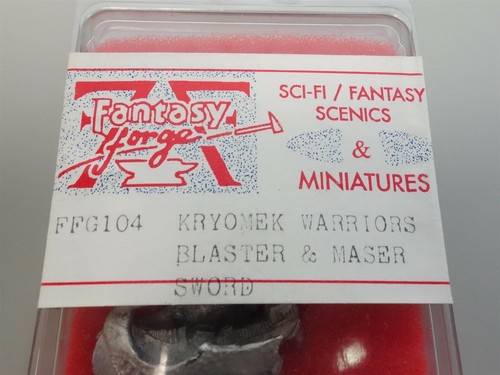 Fantasy
forge
SCI-FI / FANTASY
SCENICS
&
MINIATURES
FFG104 KRYOMEK WARRIORS
BLASTER & MASER
SWORD